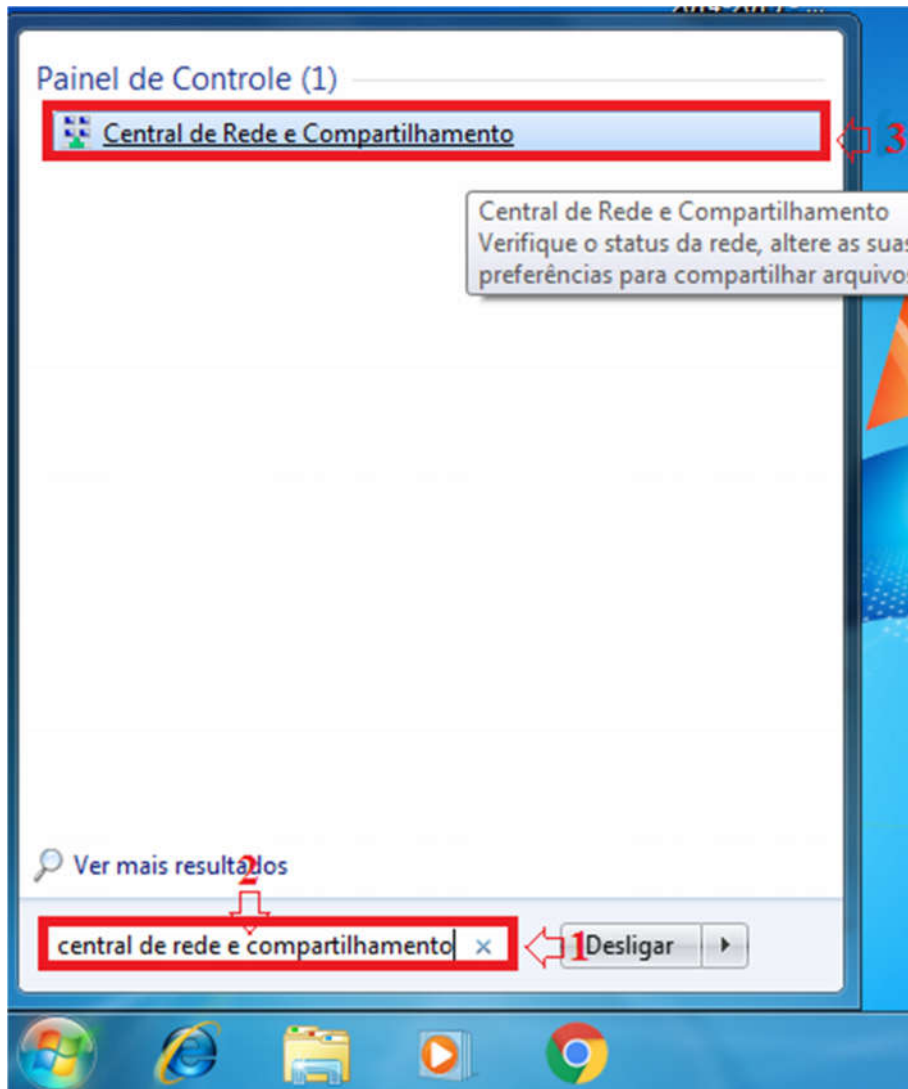 Painel de Controle (1)
Central de Rede e Compartilhamento
3
Central de Rede e Compartilhamento
Verifique o status da rede, altere as suas
preferências para compartilhar arquivos
Ver mais resultados
2
central de rede e compartilhamento
1
Desligar